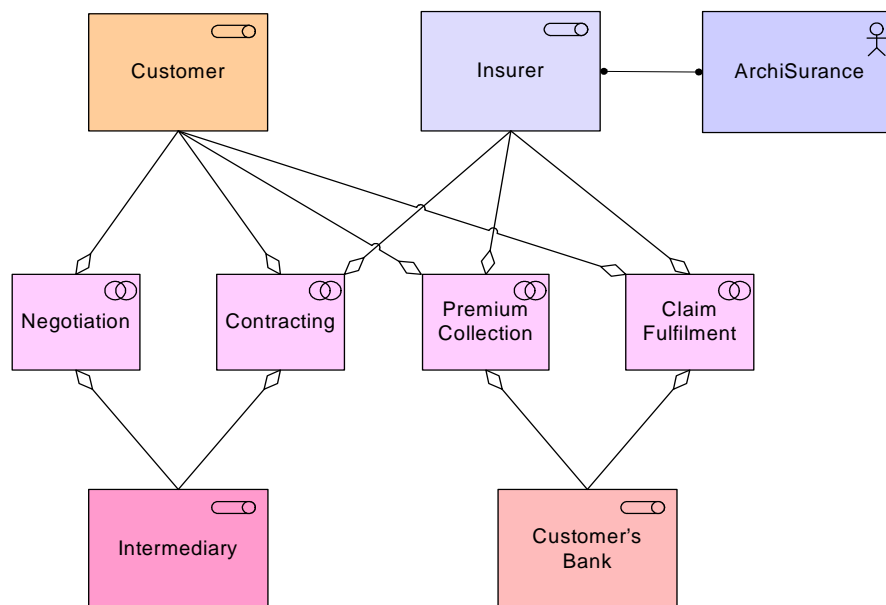 Customer
Insurer
ArchiSurance
Negotiation
Contracting
Premium
Collection
Claim
Fulfilment
Intermediary
Customer's
Bank